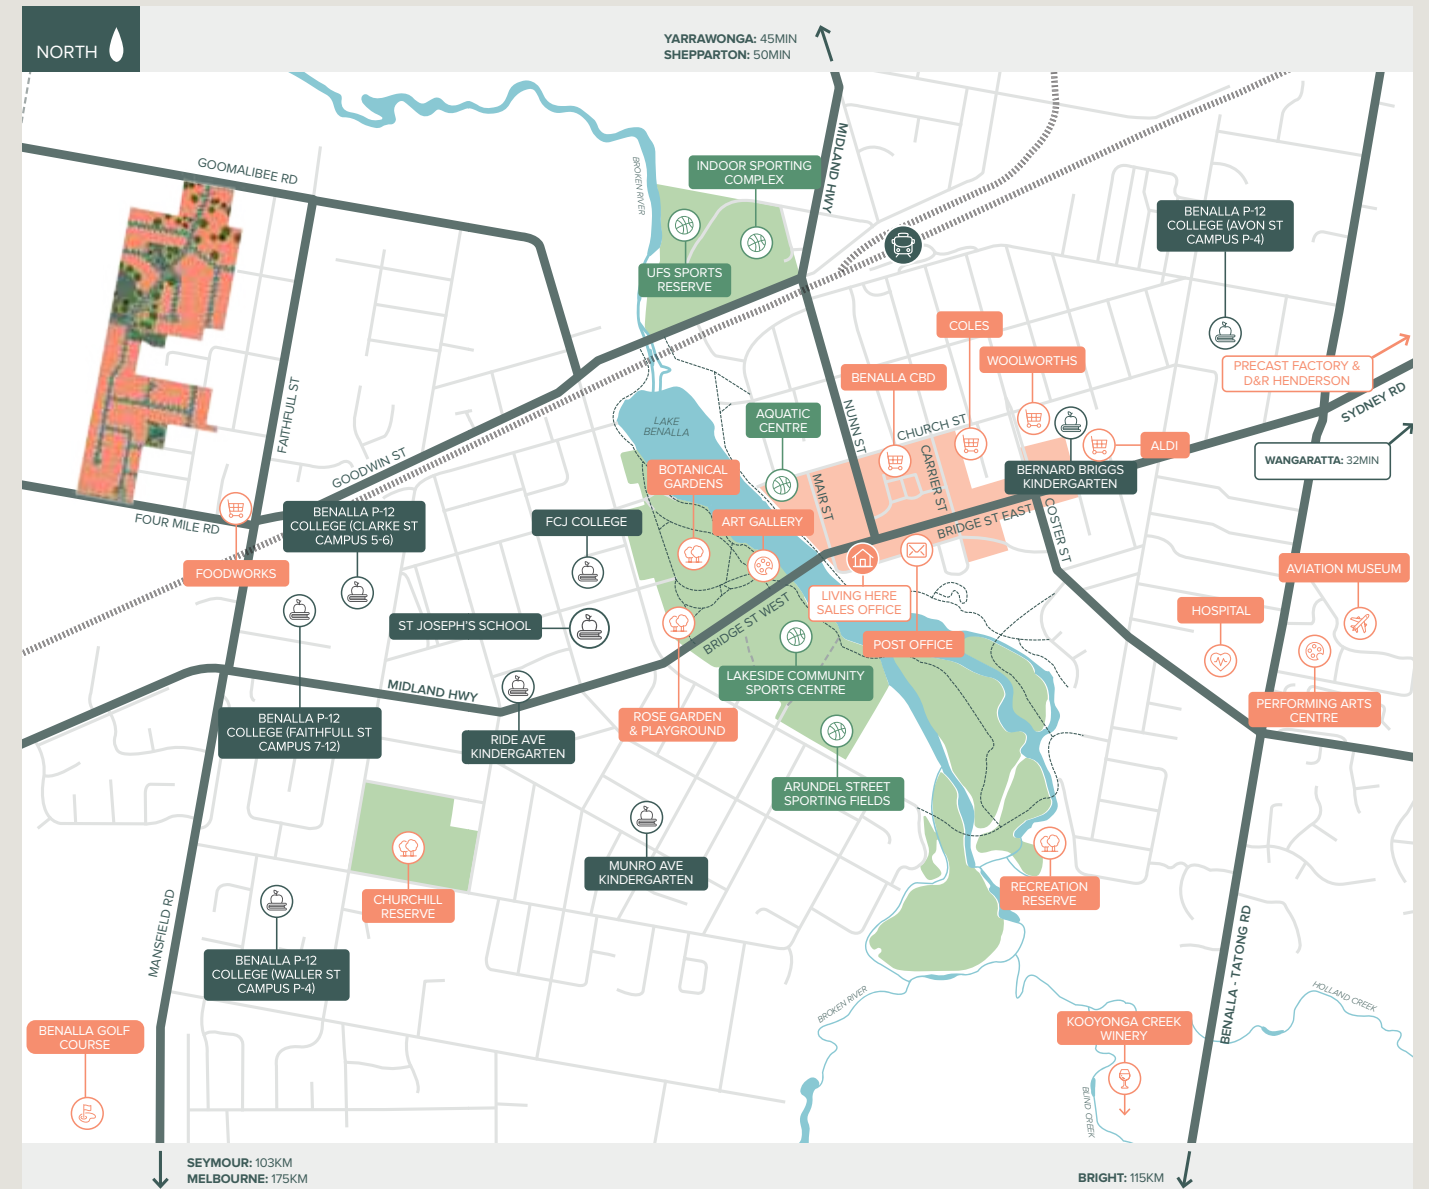 NORTH
YARRAWONGA: 45MIN
SHEPPARTON: 50MIN
GOOMALIBEE RD
BROKEN RIVER
INDOOR SPORTING
COMPLEX
MIDLAND HWY
UFS SPORTS
RESERVE
BENALLA P-12
COLLEGE (AVON ST
CAMPUS P-4)
COLES
WOOLWORTHS
BENALLA CBD
PRECAST FACTORY &
D&R HENDERSON
SYDNEY RD
FAITHFULL ST
LAKE
BENALLA
AQUATIC
CENTRE
NUNN ST
CHURCH ST
CARRIER ST
ALDI
WANGARATTA: 32MIN
GOODWIN ST
BOTANICAL
GARDENS
MAIR ST
BERNARD BRIGGS
KINDERGARTEN
FOUR MILE RD
BENALLA P-12
COLLEGE (CLARKE ST
CAMPUS 5-6)
FCJ COLLEGE
ART GALLERY
BRIDGE ST EAST
COSTER ST
FOODWORKS
AVIATION MUSEUM
LIVING HERE
SALES OFFICE
HOSPITAL
ST JOSEPH'S SCHOOL
BRIDGE ST WEST
POST OFFICE
MIDLAND HWY
LAKESIDE COMMUNITY
SPORTS CENTRE
PERFORMING ARTS
CENTRE
BENALLA P-12
COLLEGE (FAITHFULL ST
CAMPUS 7-12)
RIDE AVE
KINDERGARTEN
ROSE GARDEN
& PLAYGROUND
ARUNDEL STREET
SPORTING FIELDS
MUNRO AVE
KINDERGARTEN
CHURCHILL
RESERVE
RECREATION
RESERVE
MANSFIELD RD
BENALLA P-12
COLLEGE (WALLER ST
CAMPUS P-4)
BENALLA - TATONG RD
BROKEN RIVER
HOLLAND CREEK
BENALLA GOLF
COURSE
KOOYONGA CREEK
WINERY
BLIND CREEK
SEYMOUR: 103KM
MELBOURNE: 175KM
BRIGHT: 115KM